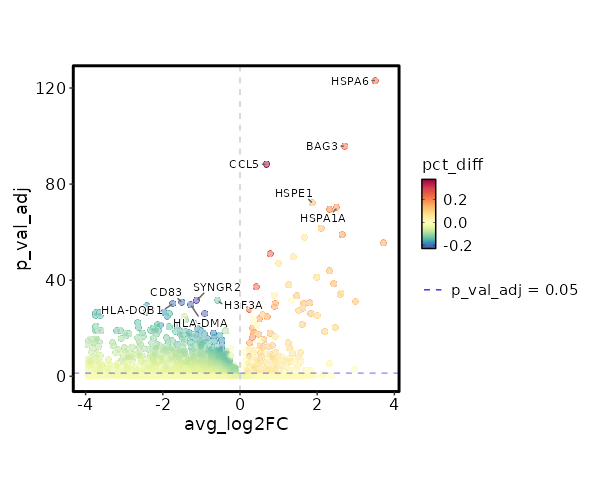 120
80
40
0
p_val_adj
-4
-2
0
2
4
avg_log2FC
HSPA6
BAG3
CCL5
HSPE1
HSPA1A
SYNGR2
CD83
H3F3A
HLA-DQB1
HLA-DMA
pct_diff
0.2
0.0
-0.2
p_val_adj = 0.05